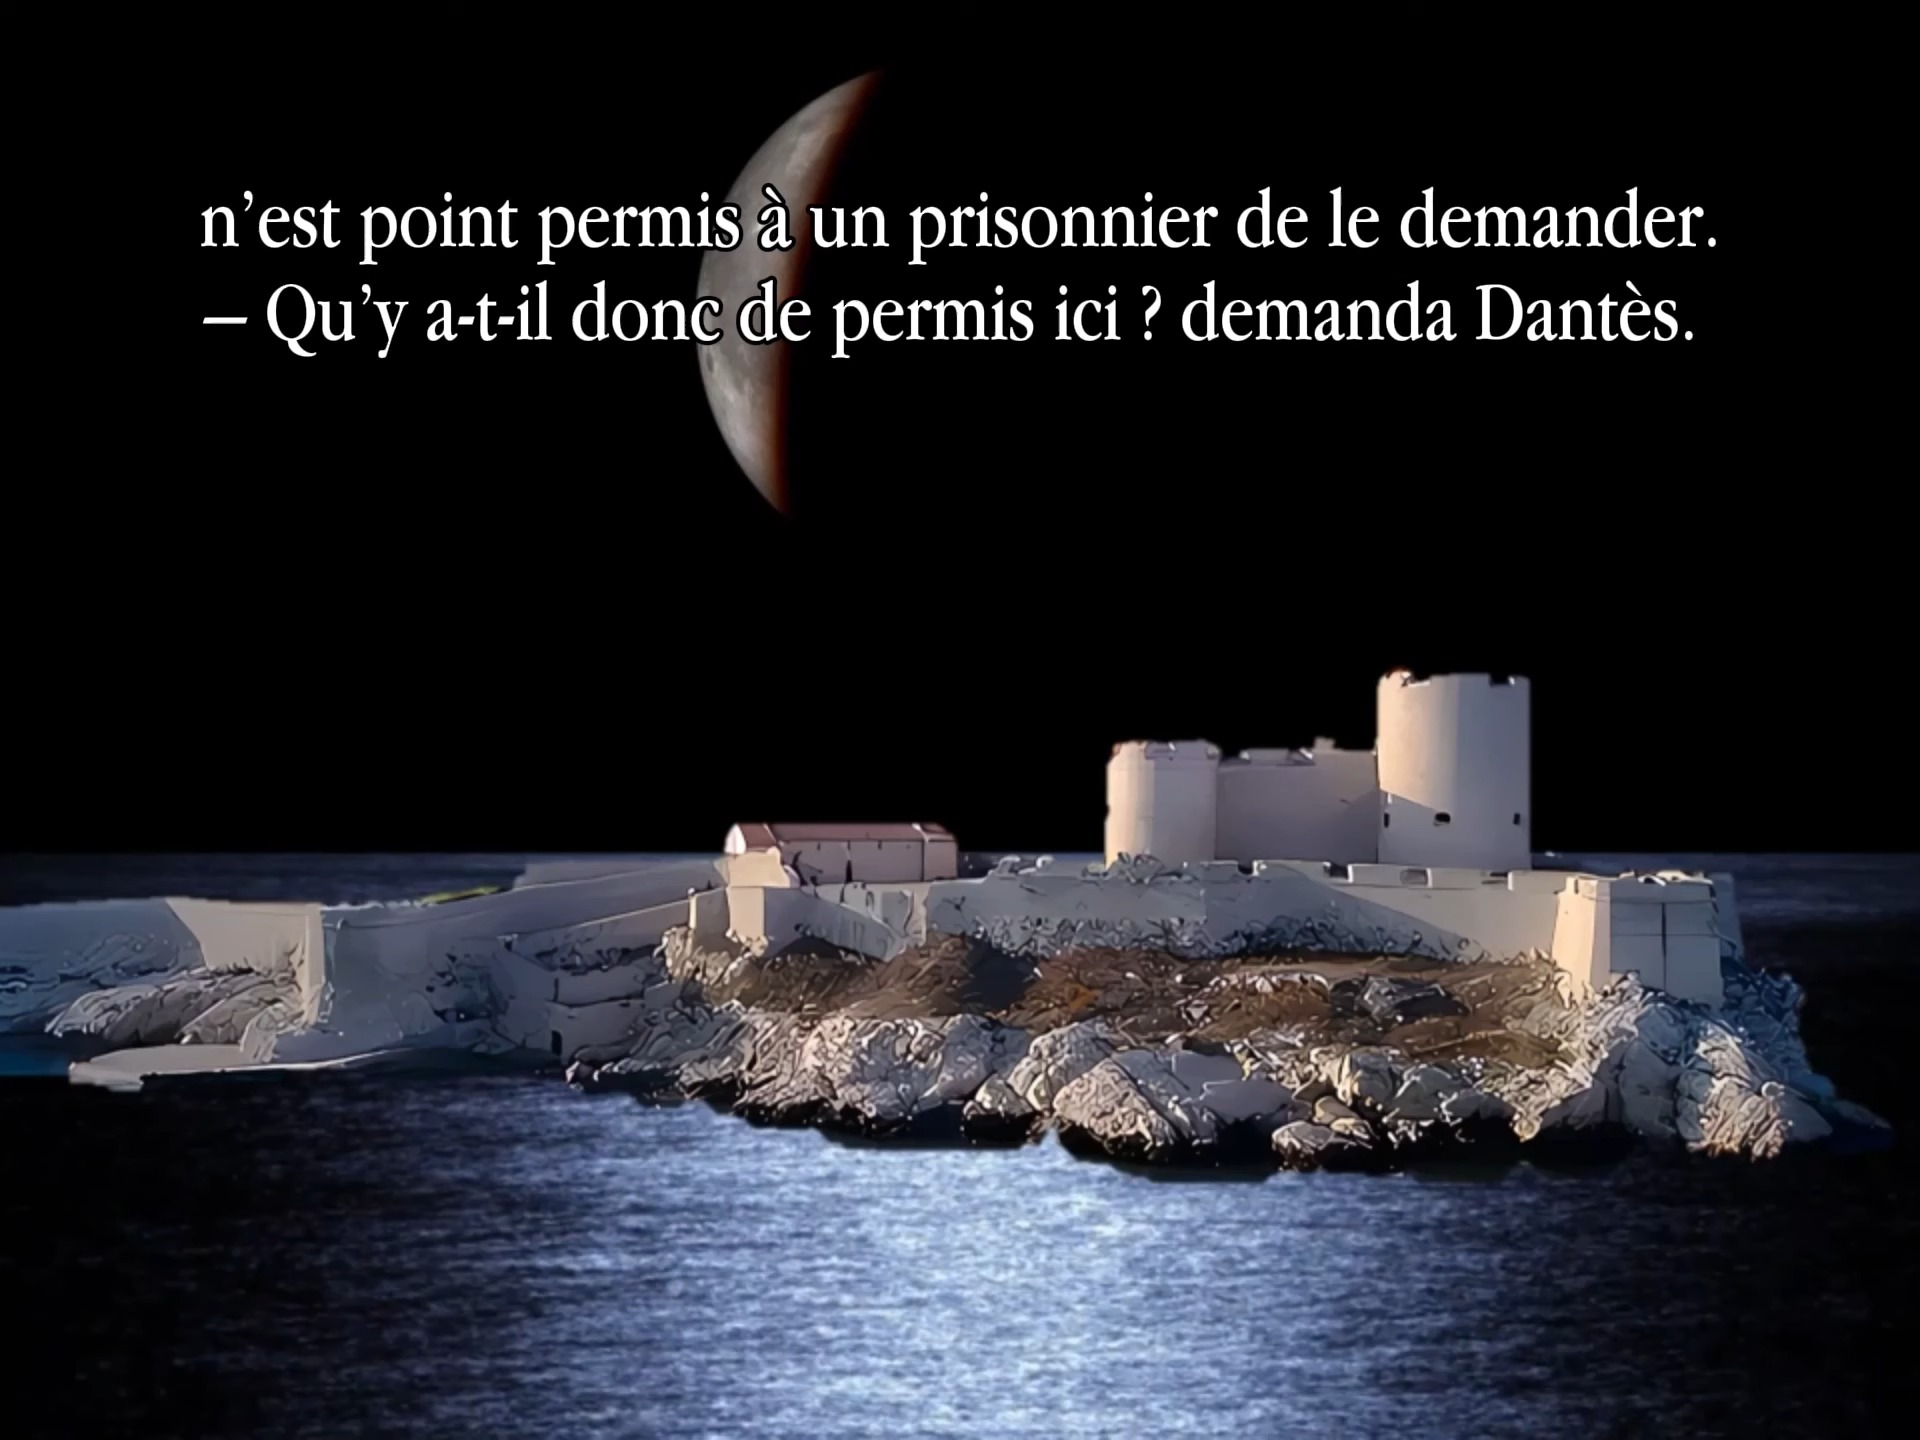 n’est point permis à un prisonnier de le demander.
– Qu’y a-t-il donc de permis ici ? demanda Dantès.